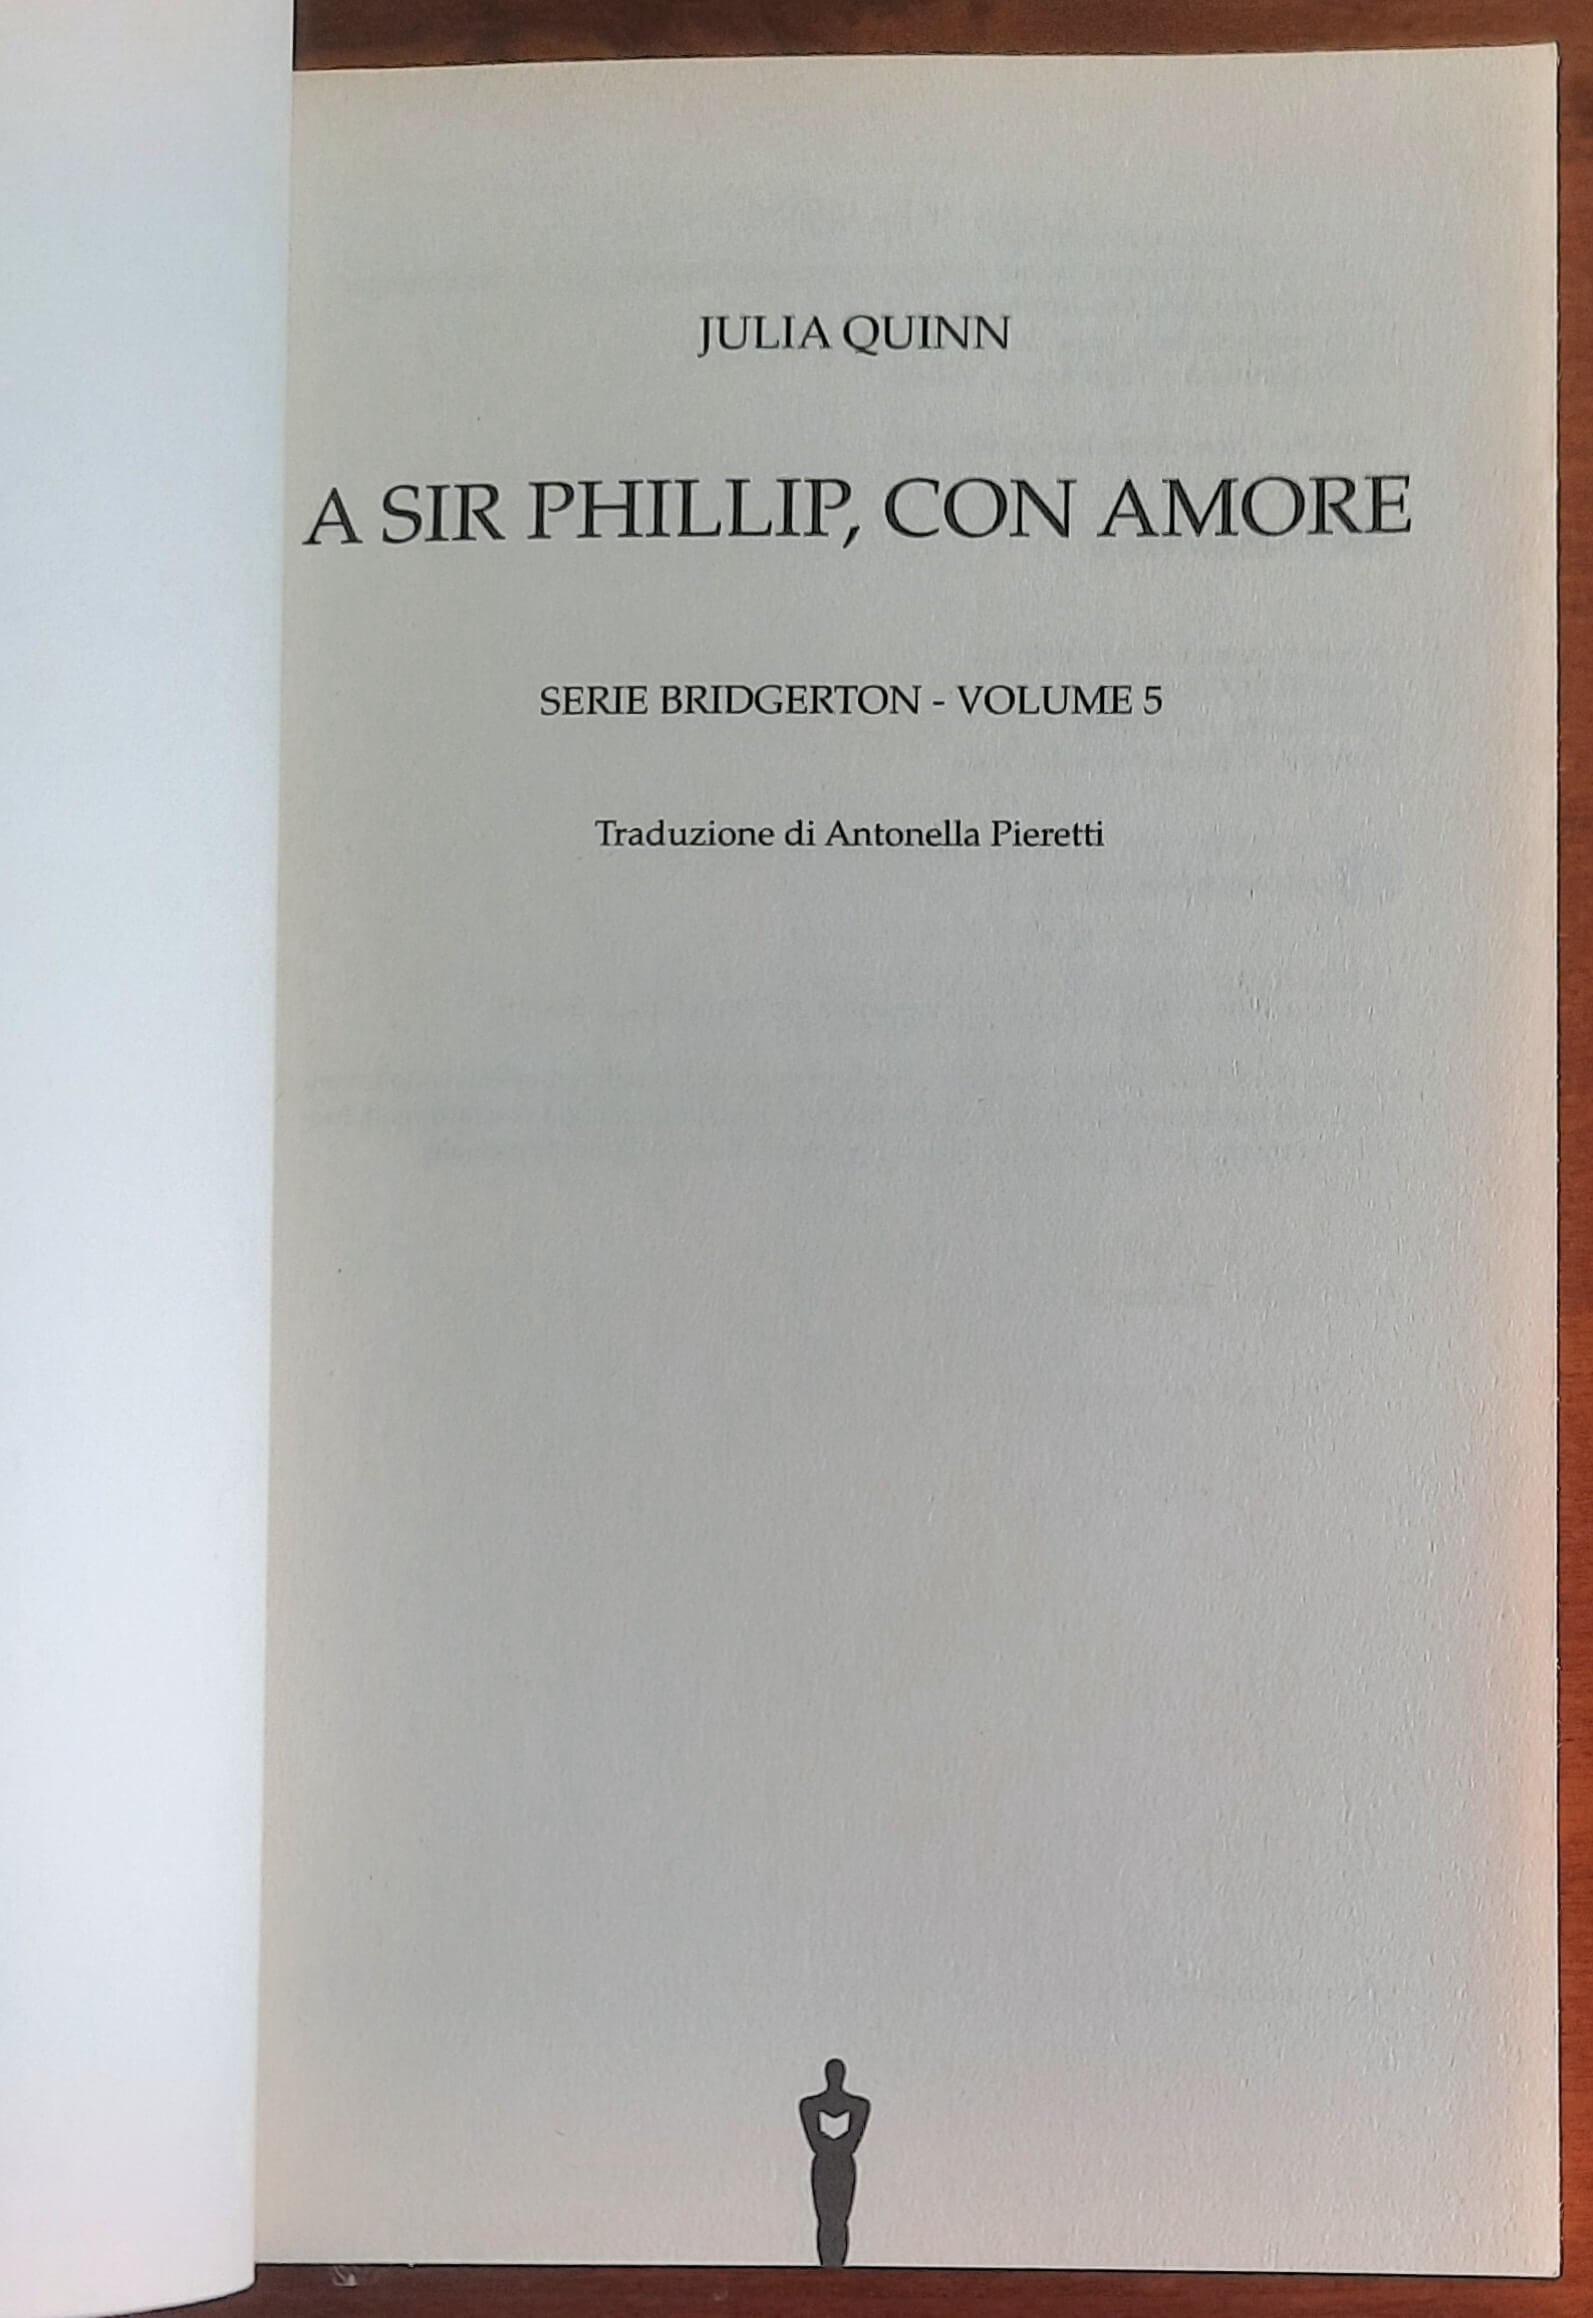 JULIA QUINN
A SIR PHILLIP, CON AMORE
SERIE BRIDGERTON - VOLUME 5
Traduzione di Antonella Pieretti